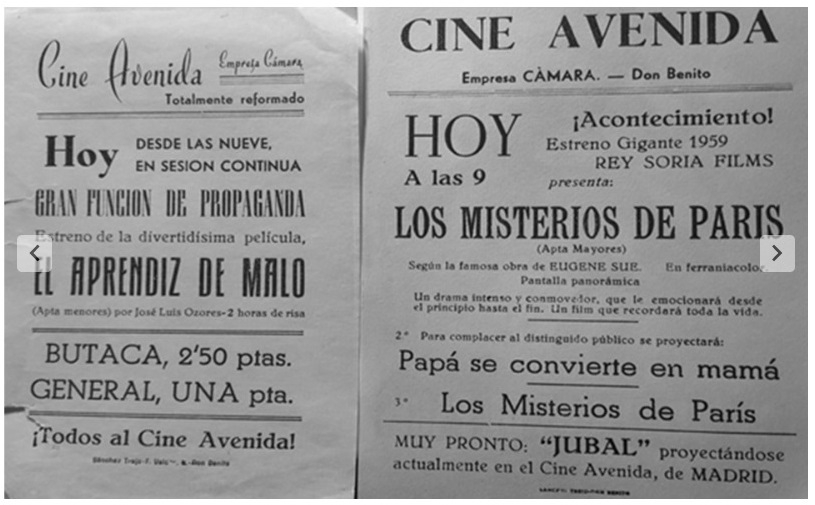 Cine Avenida Empresa Cámara
Totalmente reformado
Hoy DESDE LAS NUEVE,
EN SESION CONTINUA
GRAN FUNCION DE PROPAGANDA
Estreno de la divertidísima película,
EL APRENDIZ DE MALO
(Apta menores) por José Luis Ozores-2 horas de risa
BUTACA, 2'50 ptas.
GENERAL, UNA pta.
¡Todos al Cine Avenida!
Sánchez Trejo-F. 8.-Don Benito
CINE AVENIDA
Empresa CÀMARA. — Don Benito
HOY ¡Acontecimiento!
Estreno Gigante 1959
REY SORIA FILMS
A las 9 presenta:
LOS MISTERIOS DE PARIS
(Apta Mayores)
Según la famosa obra de EUGENE SUE. En ferraniacolor.
Pantalla panorámica
Un drama intenso y conmovedor, que le emocionará desde
el principio hasta el fin. Un film que recordará toda la vida.
2.º Para complacer al distinguido público se proyectará:
Papá se convierte en mamá
3º Los Misterios de París
MUY PRONTO: “JUBAL” proyectándose
actualmente en el Cine Avenida, de MADRID.